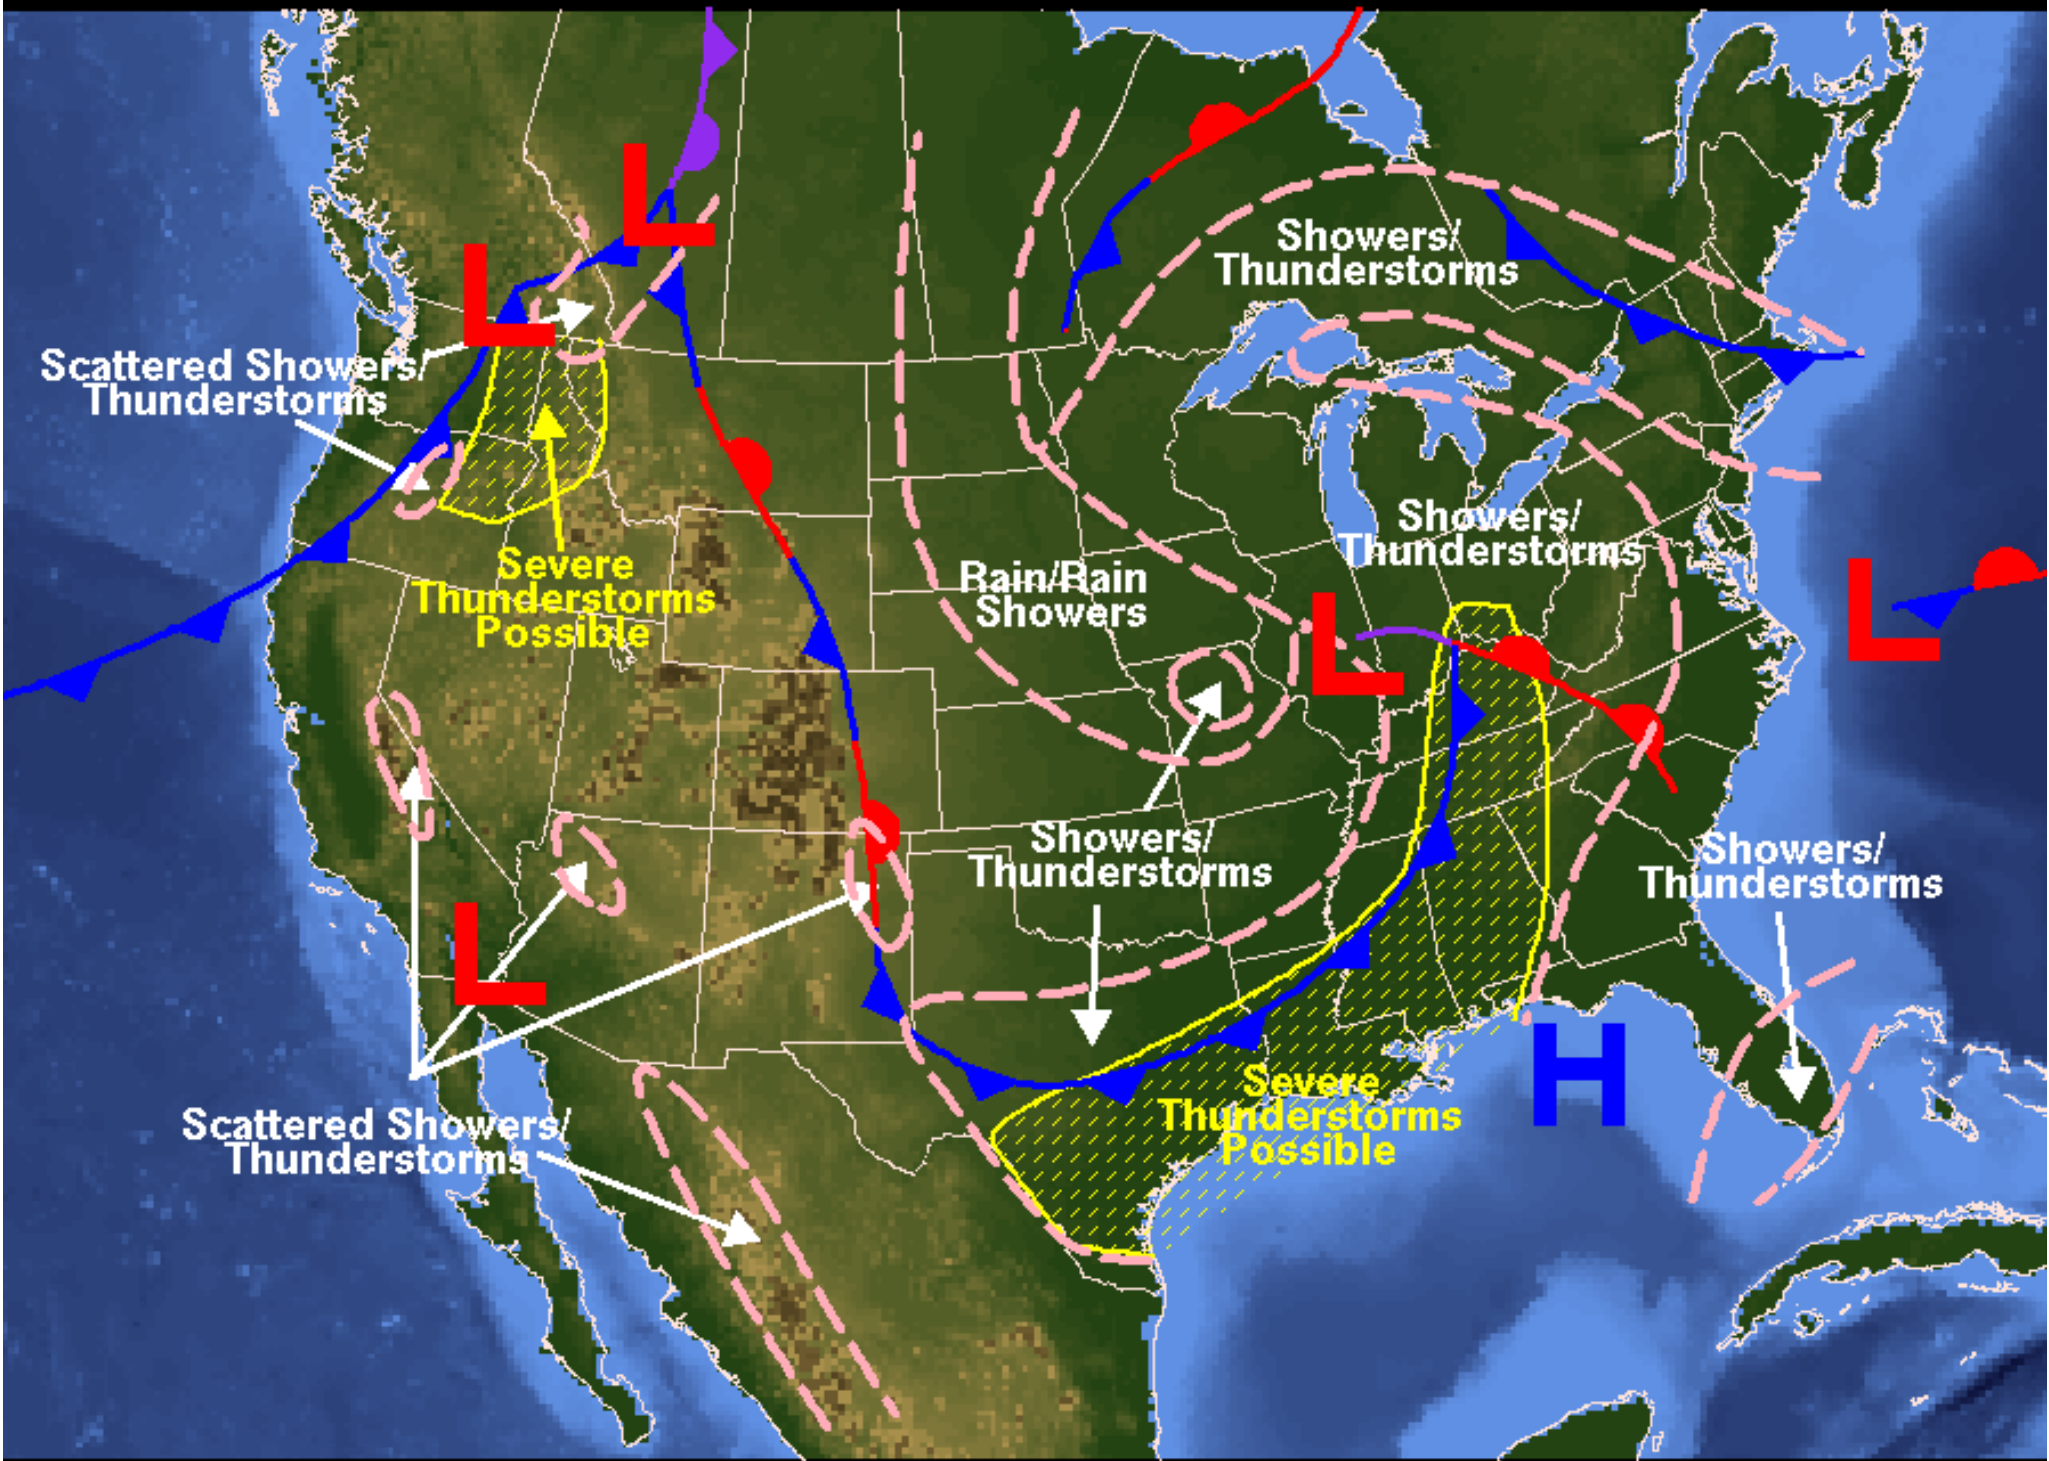 L
Showers/
Thunderstorms
L
Scattered Showers/
Thunderstorms
Showers/
Thunderstorms
Severe
Thunderstorms
Possible
Rain/Rain
Showers
L
L
Showers/
Thunderstorms
Showers/
Thunderstorms
L
H
Severe
Thunderstorms
Possible
Scattered Showers/
Thunderstorms